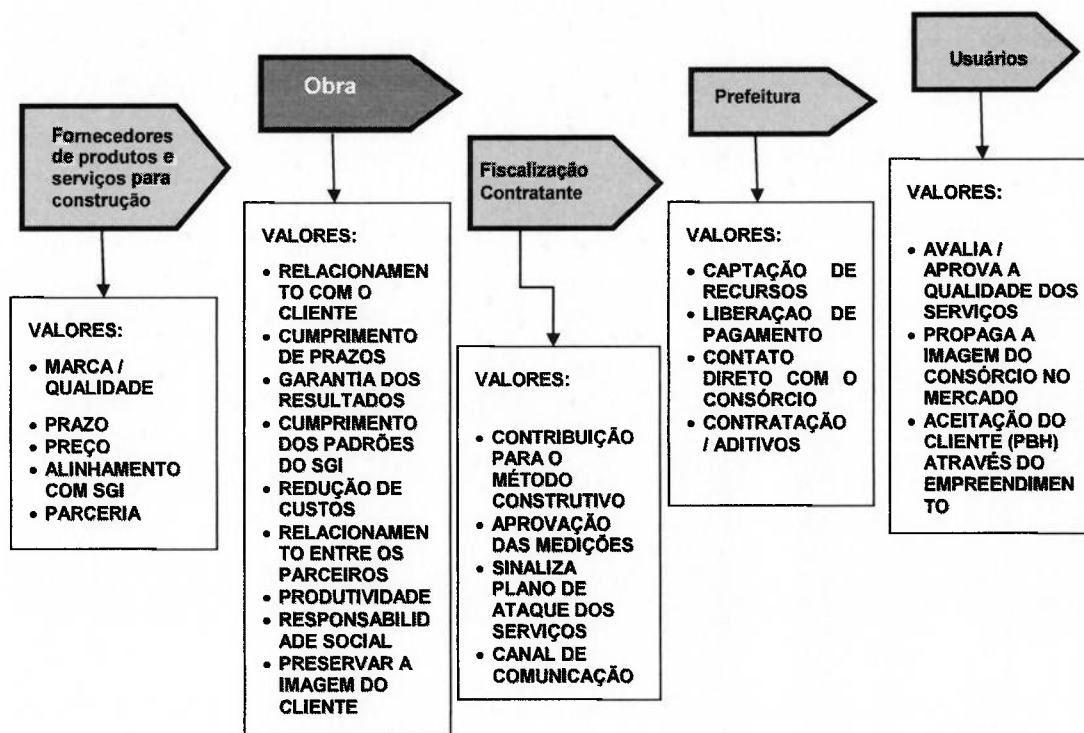 Fornecedores
de produtos e
serviços para
construção
VALORES:
• MARCA /
QUALIDADE
• PRAZO
• PREÇO
• ALINHAMENTO
COM SGI
• PARCERIA
Obra
VALORES:
• RELACIONAMEN
TO COM O
CLIENTE
• CUMPRIMENTO
DE PRAZOS
• GARANTIA DOS
RESULTADOS
• CUMPRIMENTO
DOS PADRÕES
DO SGI
• REDUÇÃO DE
CUSTOS
• RELACIONAMEN
TO ENTRE OS
PARCEIROS
• PRODUTIVIDADE
• RESPONSABILID
ADE SOCIAL
• PRESERVAR A
IMAGEM DO
CLIENTE
Fiscalização
Contratante
VALORES:
• CONTRIBUIÇÃO
PARA O
MÉTODO
CONSTRUTIVO
• APROVAÇÃO
DAS MEDIÇÕES
• SINALIZA
PLANO DE
ATAQUE DOS
SERVIÇOS
• CANAL DE
COMUNICAÇÃO
Prefeitura
VALORES:
• CAPTAÇÃO DE
RECURSOS
• LIBERAÇAO DE
PAGAMENTO
• CONTATO
DIRETO COM O
CONSÓRCIO
• CONTRATAÇÃO
/ ADITIVOS
Usuários
VALORES:
• AVALIA /
APROVA A
QUALIDADE DOS
SERVIÇOS
• PROPAGA A
IMAGEM DO
CONSÓRCIO NO
MERCADO
• ACEITAÇÃO DO
CLIENTE (PBH)
ATRAVÉS DO
EMPREENDIMEN
TO